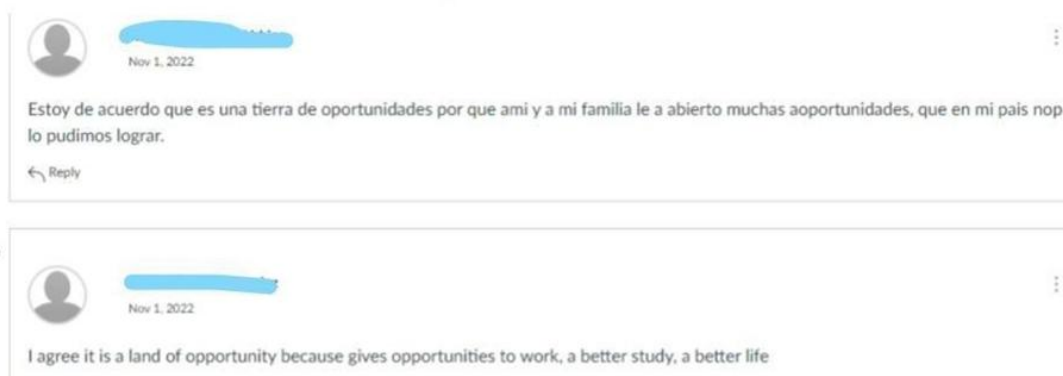 Nov 1, 2022
Estoy de acuerdo que es una tierra de oportunidades por que ami y a mi familia le a abierto muchas aoportunidades, que en mi pais nop
lo pudimos lograr.
Reply
Nov 1, 2022
I agree it is a land of opportunity because gives opportunities to work, a better study, a better life